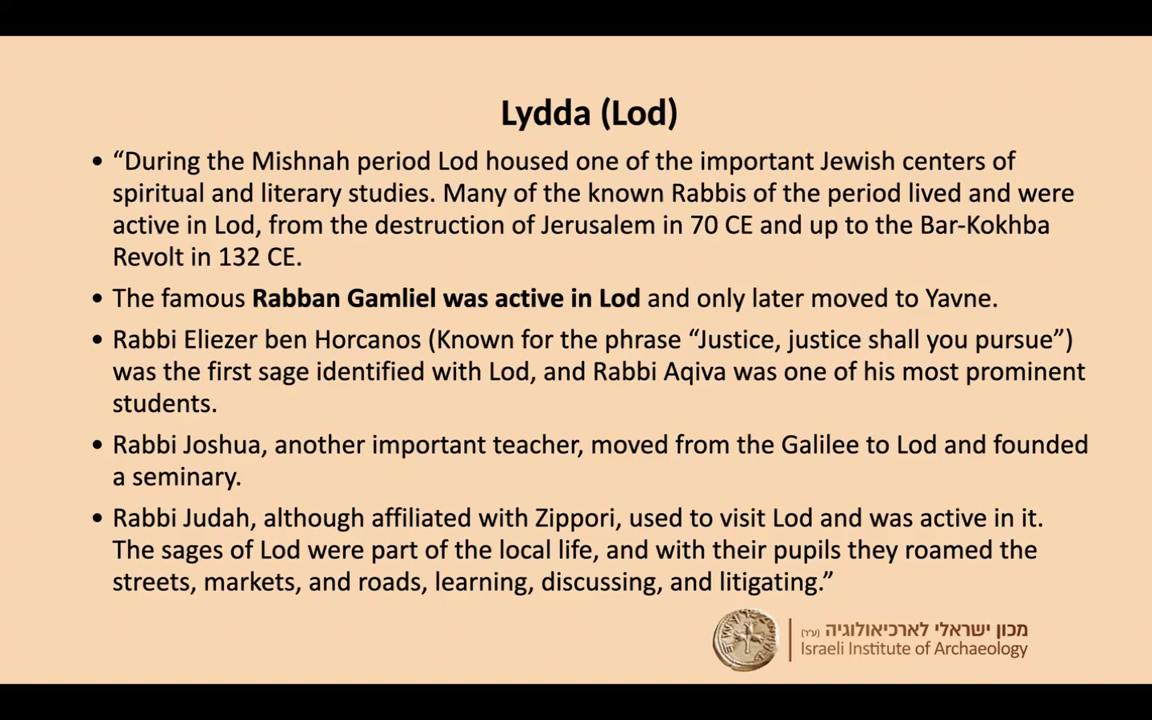 Lydda (Lod)
• “During the Mishnah period Lod housed one of the important Jewish centers of
spiritual and literary studies. Many of the known Rabbis of the period lived and were
active in Lod, from the destruction of Jerusalem in 70 CE and up to the Bar-Kokhba
Revolt in 132 CE.
• The famous Rabban Gamliel was active in Lod and only later moved to Yavne.
• Rabbi Eliezer ben Horcanos (Known for the phrase “Justice, justice shall you pursue”)
was the first sage identified with Lod, and Rabbi Aqiva was one of his most prominent
students.
• Rabbi Joshua, another important teacher, moved from the Galilee to Lod and founded
a seminary.
• Rabbi Judah, although affiliated with Zippori, used to visit Lod and was active in it.
The sages of Lod were part of the local life, and with their pupils they roamed the
streets, markets, and roads, learning, discussing, and litigating.”
מכון ישראלי לארכיאולוגיה (ע״ר)
Israeli Institute of Archaeology